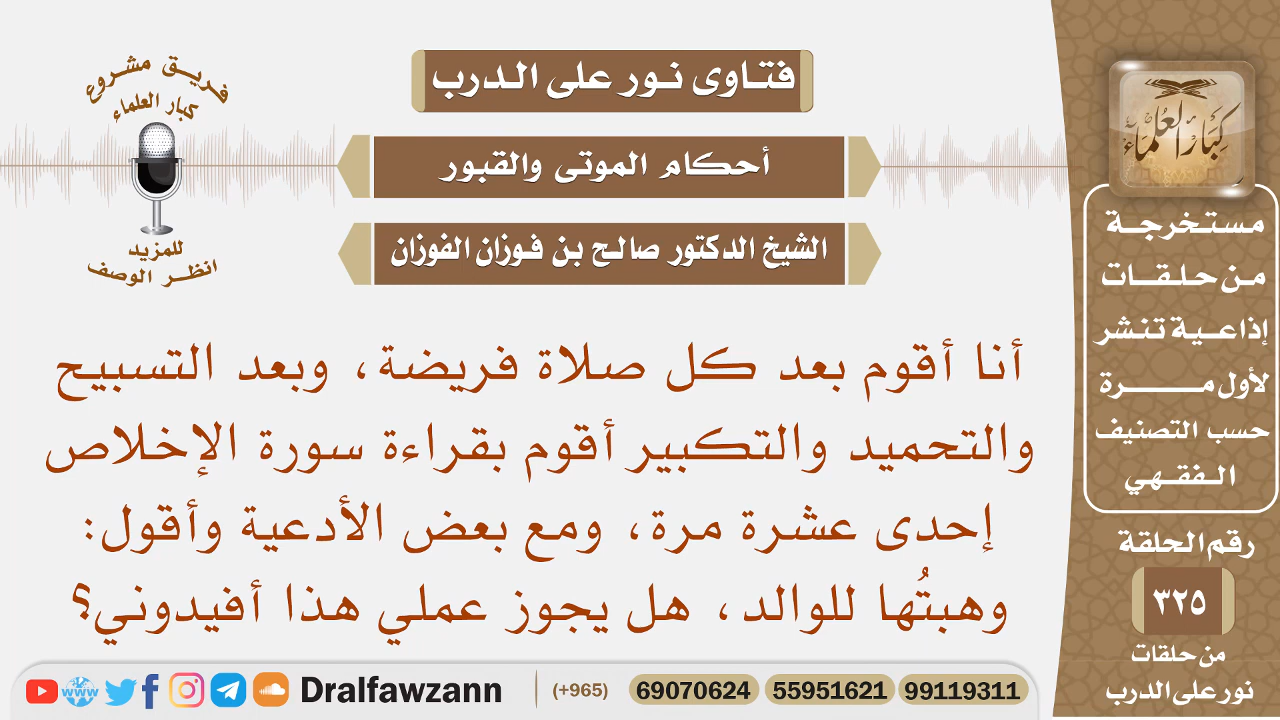 فريق مشروع
كبار العلماء
للمزيد
انظر الوصف
فتاوى نور على الدرب
أحكام الموتى والقبور
الشيخ الدكتور صالح بن فوزان الفوزان
كبار العلماء
مستخرجة
من حلقات
إذاعية تنشر
لأول مرة
حسب التصنيف
الفقهي
رقم الحلقة
٣٢٥
من حلقات
نور على الدرب
أنا أقوم بعد كل صلاة فريضة، وبعد التسبيح
والتحميد والتكبير أقوم بقراءة سورة الإخلاص
إحدى عشرة مرة، ومع بعض الأدعية وأقول:
وهبتُها للوالد، هل يجوز عملي هذا أفيدوني؟
www Dralfawzann (+965) 69070624 55951621 99119311